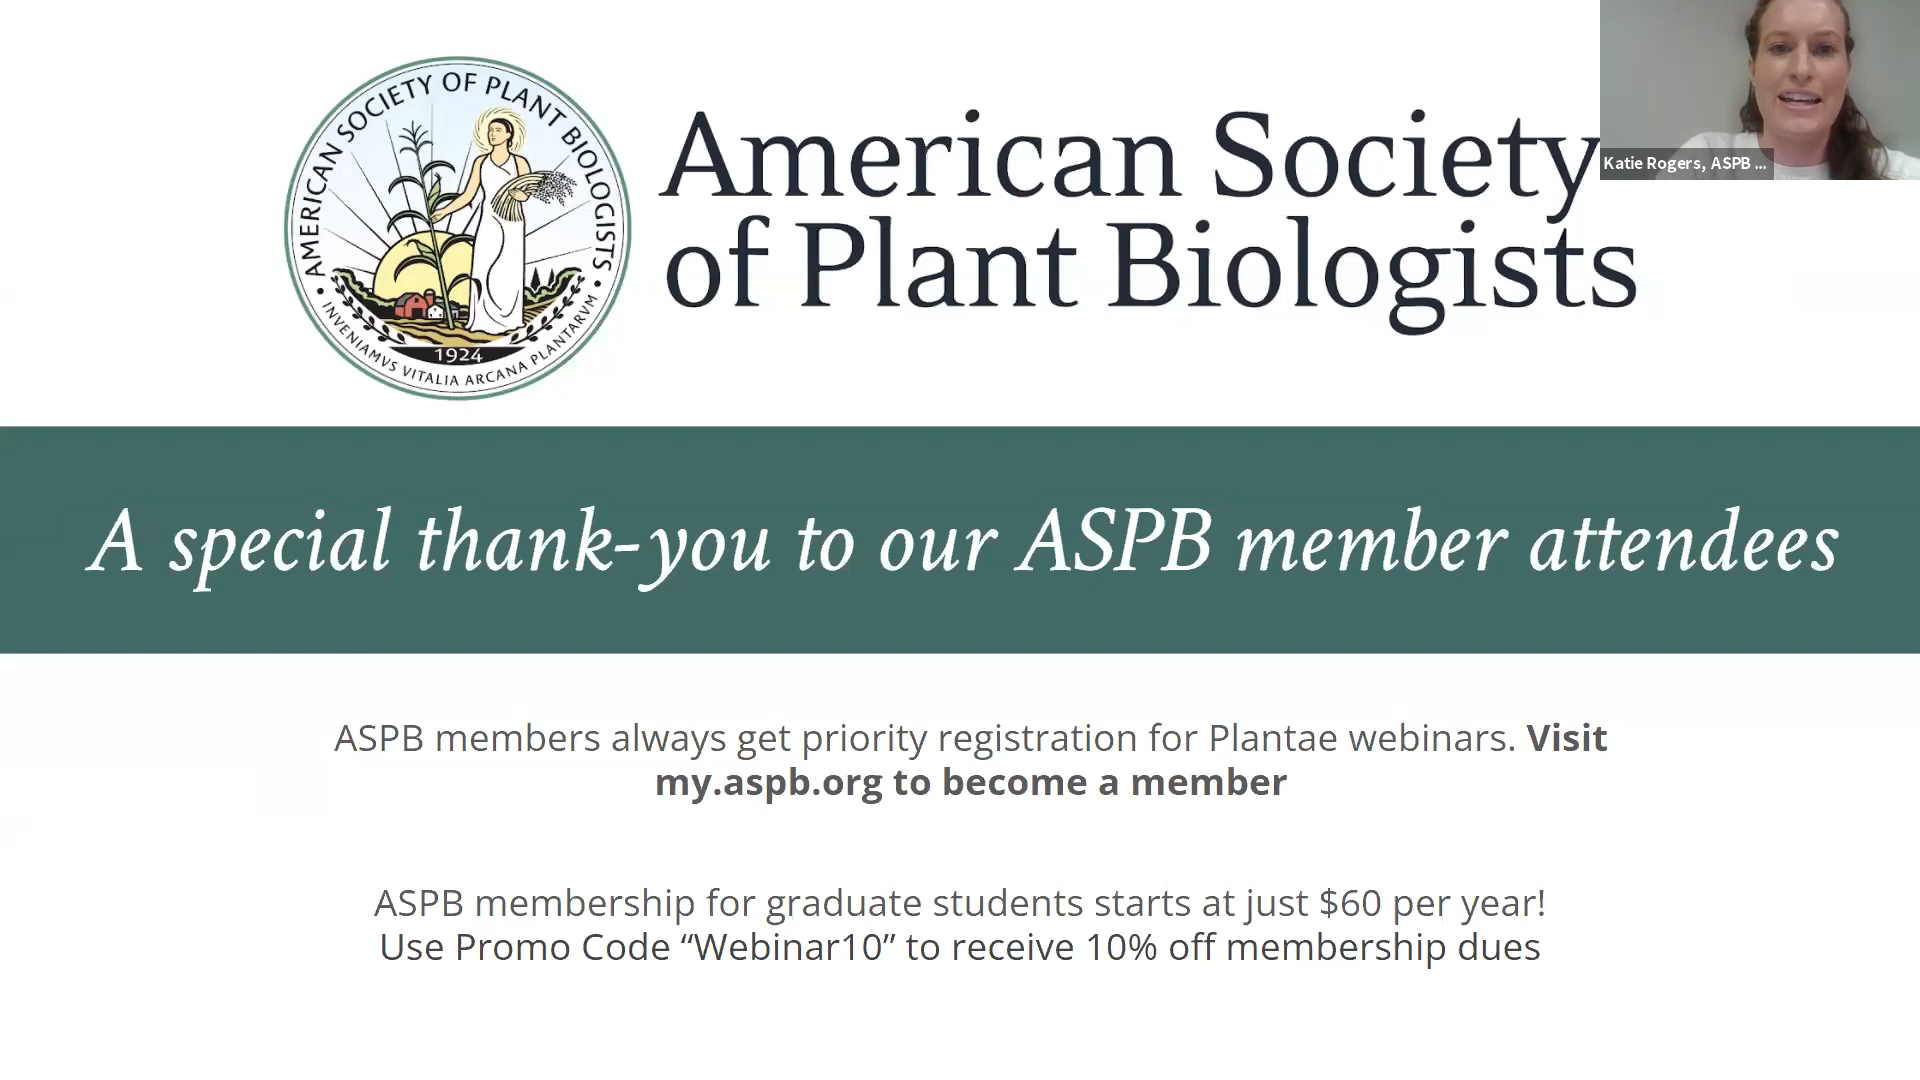 AMERICAN SOCIETY OF PLANT BIOLOGISTS
INVENIAMVS VITALIA ARCANA PLANTARVM
1924
American Society
of Plant Biologists
Katie Rogers, ASPB ...
A special thank-you to our ASPB member attendees
ASPB members always get priority registration for Plantae webinars. Visit
my.aspb.org to become a member
ASPB membership for graduate students starts at just $60 per year!
Use Promo Code “Webinar10” to receive 10% off membership dues